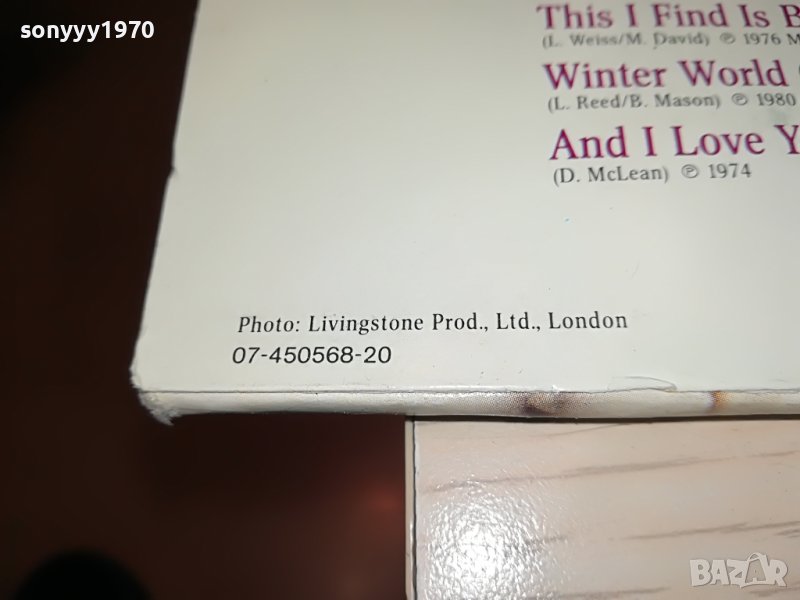 sonyyy1970
This I Find Is
(L. Weiss/M. David) ℗ 1976
Winter World
(L. Reed/B. Mason) ℗ 1980
And I Love
(D. McLean) ℗ 1974
Photo: Livingstone Prod., Ltd., London
07-450568-20
BAZAR